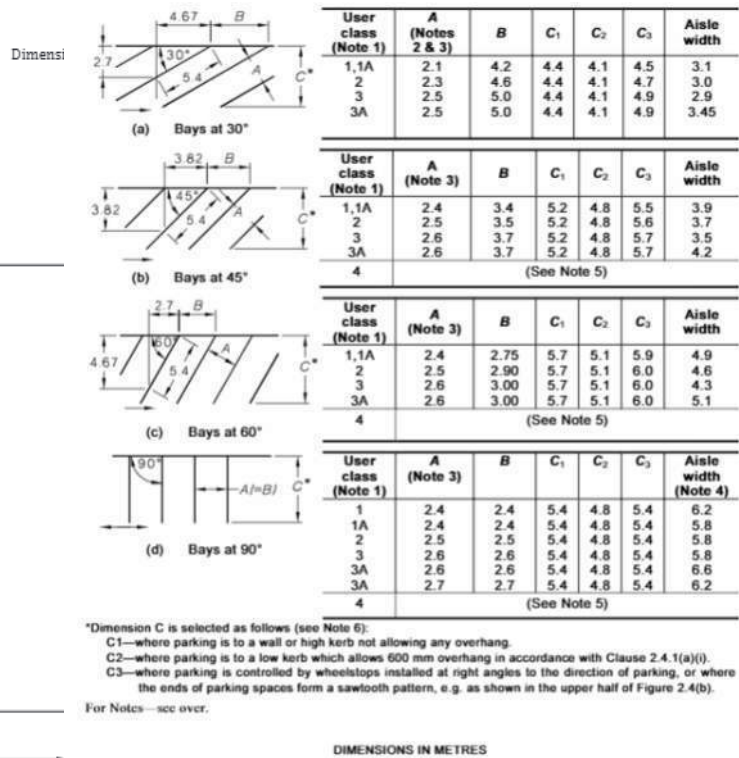 Dimensi
4.67 B
2.7 30° 5.4 A C*
(a) Bays at 30°
User class (Note 1) A (Notes 2 & 3) B C₁ C₂ C₃ Aisle width
1,1A 2.1 4.2 4.4 4.1 4.5 3.1
2 2.3 4.6 4.4 4.1 4.7 3.0
3 2.5 5.0 4.4 4.1 4.9 2.9
3A 2.5 5.0 4.4 4.1 4.9 3.45
3.82 B
3.82 45° 5.4 A C*
(b) Bays at 45°
User class (Note 1) A (Note 3) B C₁ C₂ C₃ Aisle width
1,1A 2.4 3.4 5.2 4.8 5.5 3.9
2 2.5 3.5 5.2 4.8 5.6 3.7
3 2.6 3.7 5.2 4.8 5.7 3.5
3A 2.6 3.7 5.2 4.8 5.7 4.2
4 (See Note 5)
2.7 B
4.67 60° 5.4 A C*
(c) Bays at 60°
User class (Note 1) A (Note 3) B C₁ C₂ C₃ Aisle width
1,1A 2.4 2.75 5.7 5.1 5.9 4.9
2 2.5 2.90 5.7 5.1 6.0 4.6
3 2.6 3.00 5.7 5.1 6.0 4.3
3A 2.6 3.00 5.7 5.1 6.0 5.1
4 (See Note 5)
90° A(=B) C*
(d) Bays at 90°
User class (Note 1) A (Note 3) B C₁ C₂ C₃ Aisle width (Note 4)
1 2.4 2.4 5.4 4.8 5.4 6.2
1A 2.4 2.4 5.4 4.8 5.4 5.8
2 2.5 2.5 5.4 4.8 5.4 5.8
3 2.6 2.6 5.4 4.8 5.4 5.8
3A 2.6 2.6 5.4 4.8 5.4 6.6
3A 2.7 2.7 5.4 4.8 5.4 6.2
4 (See Note 5)
*Dimension C is selected as follows (see Note 6):
C1—where parking is to a wall or high kerb not allowing any overhang.
C2—where parking is to a low kerb which allows 600 mm overhang in accordance with Clause 2.4.1(a)(i).
C3—where parking is controlled by wheelstops installed at right angles to the direction of parking, or where
the ends of parking spaces form a sawtooth pattern, e.g. as shown in the upper half of Figure 2.4(b).
For Notes—see over.
DIMENSIONS IN METRES